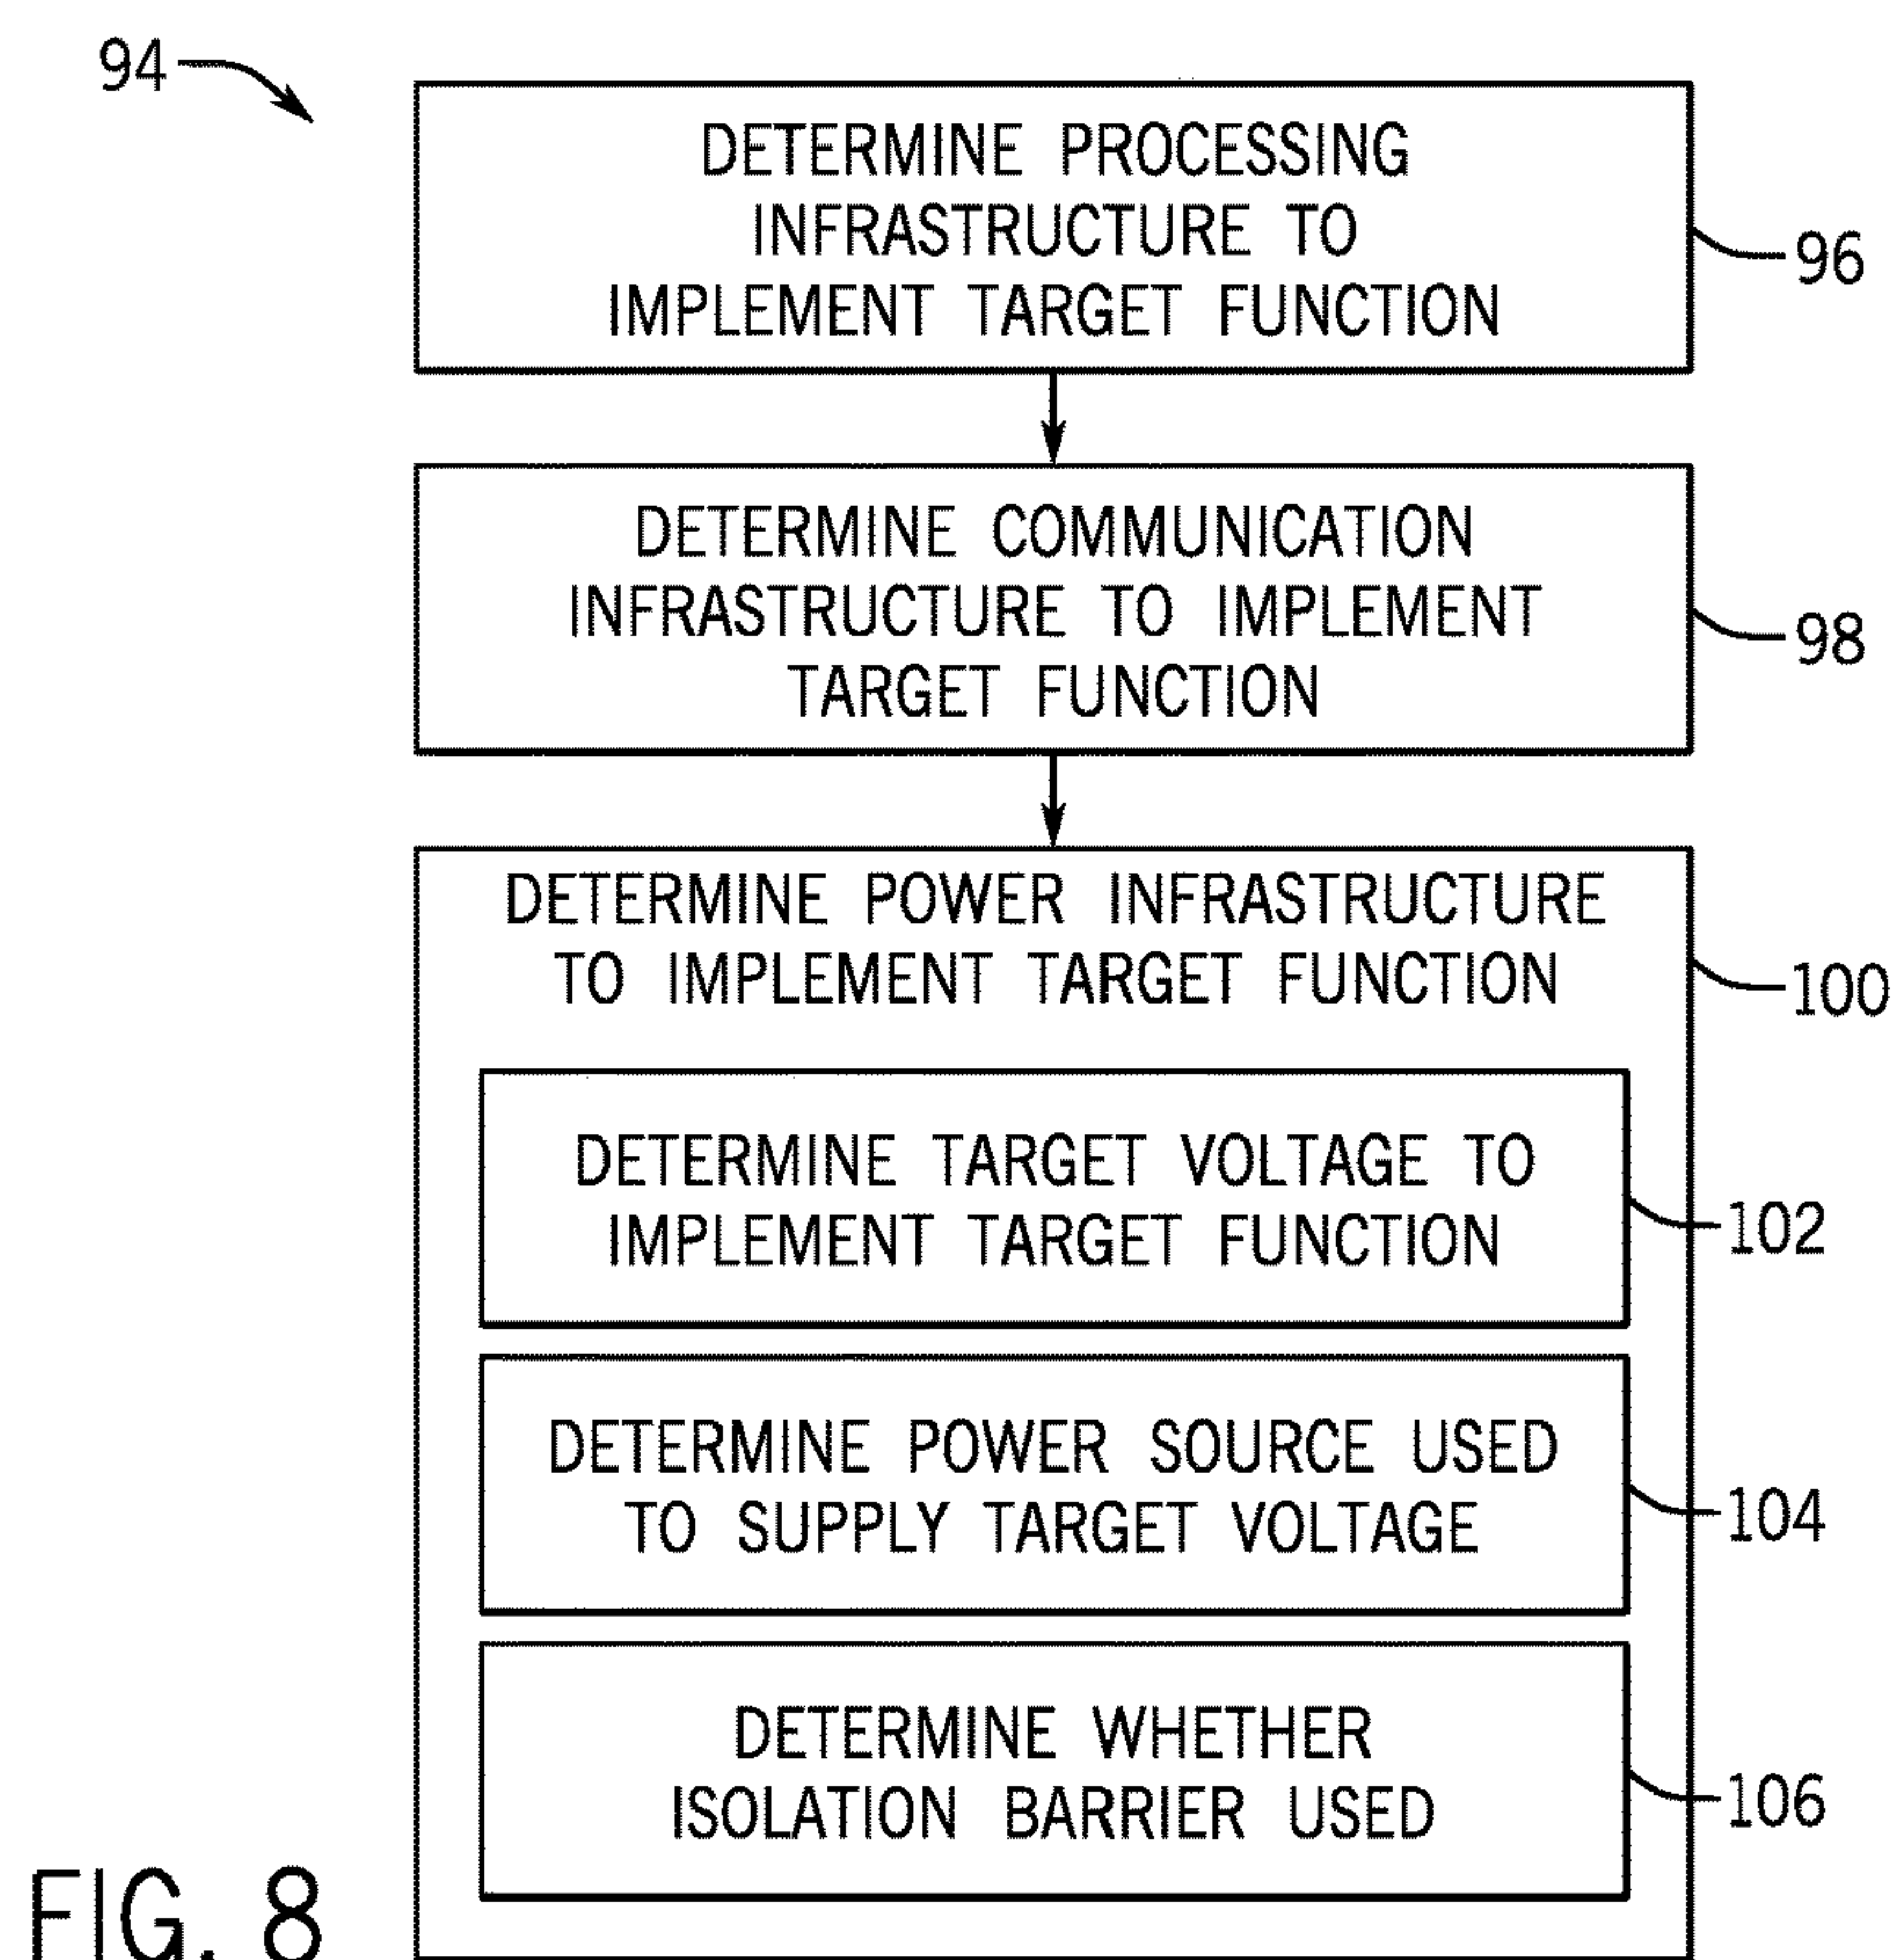 94
DETERMINE PROCESSING
INFRASTRUCTURE TO
IMPLEMENT TARGET FUNCTION
96
DETERMINE COMMUNICATION
INFRASTRUCTURE TO IMPLEMENT
TARGET FUNCTION
98
DETERMINE POWER INFRASTRUCTURE
TO IMPLEMENT TARGET FUNCTION
100
DETERMINE TARGET VOLTAGE TO
IMPLEMENT TARGET FUNCTION
102
DETERMINE POWER SOURCE USED
TO SUPPLY TARGET VOLTAGE
104
DETERMINE WHETHER
ISOLATION BARRIER USED
106
FIG. 8